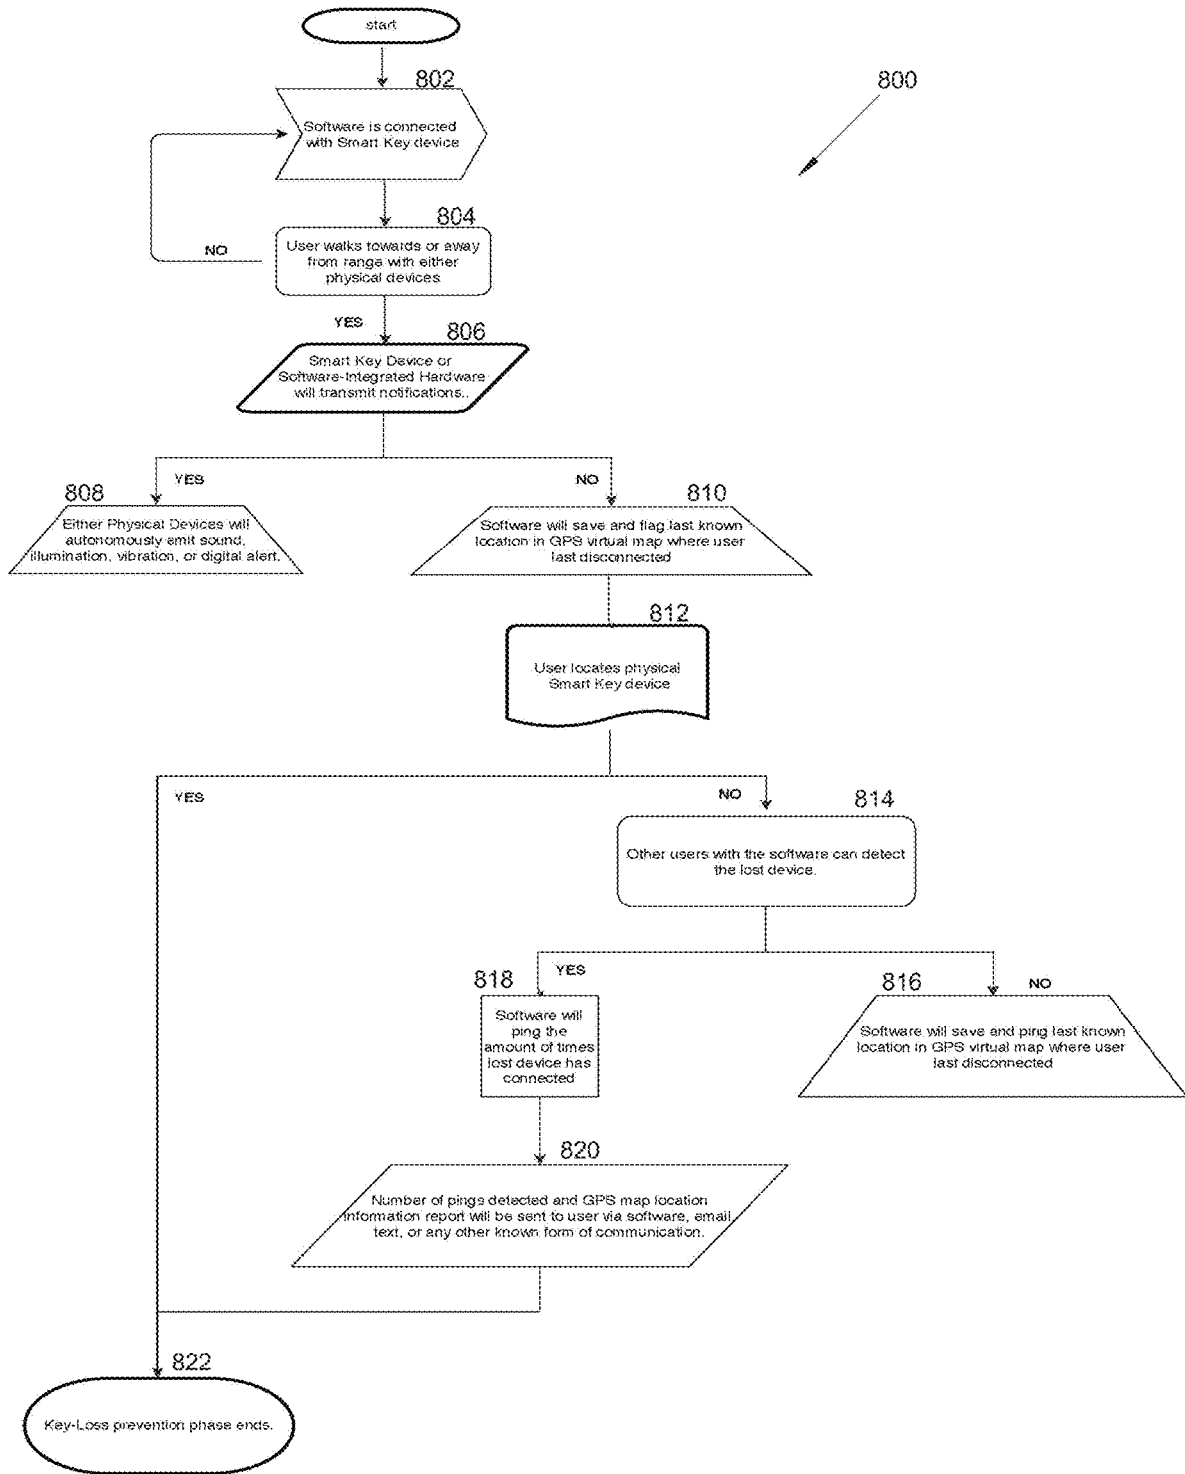 start
802
800
Software is connected
with Smart Key device
804
User walks towards or away
from range with either
physical devices
NO
YES
806
Smart Key Device or
Software-Integrated Hardware
will transmit notifications..
YES
NO
808
810
Either Physical Devices will
autonomously emit sound,
illumination, vibration, or digital alert.
Software will save and flag last known
location in GPS virtual map where user
last disconnected
812
User locates physical
Smart Key device
YES
NO
814
Other users with the software can detect
the lost device.
YES
NO
818
816
Software will
ping the
amount of times
lost device has
connected
Software will save and ping last known
location in GPS virtual map where user
last disconnected
820
Number of pings detected and GPS map location
information report will be sent to user via software, email,
text, or any other known form of communication.
822
Key-Loss prevention phase ends.